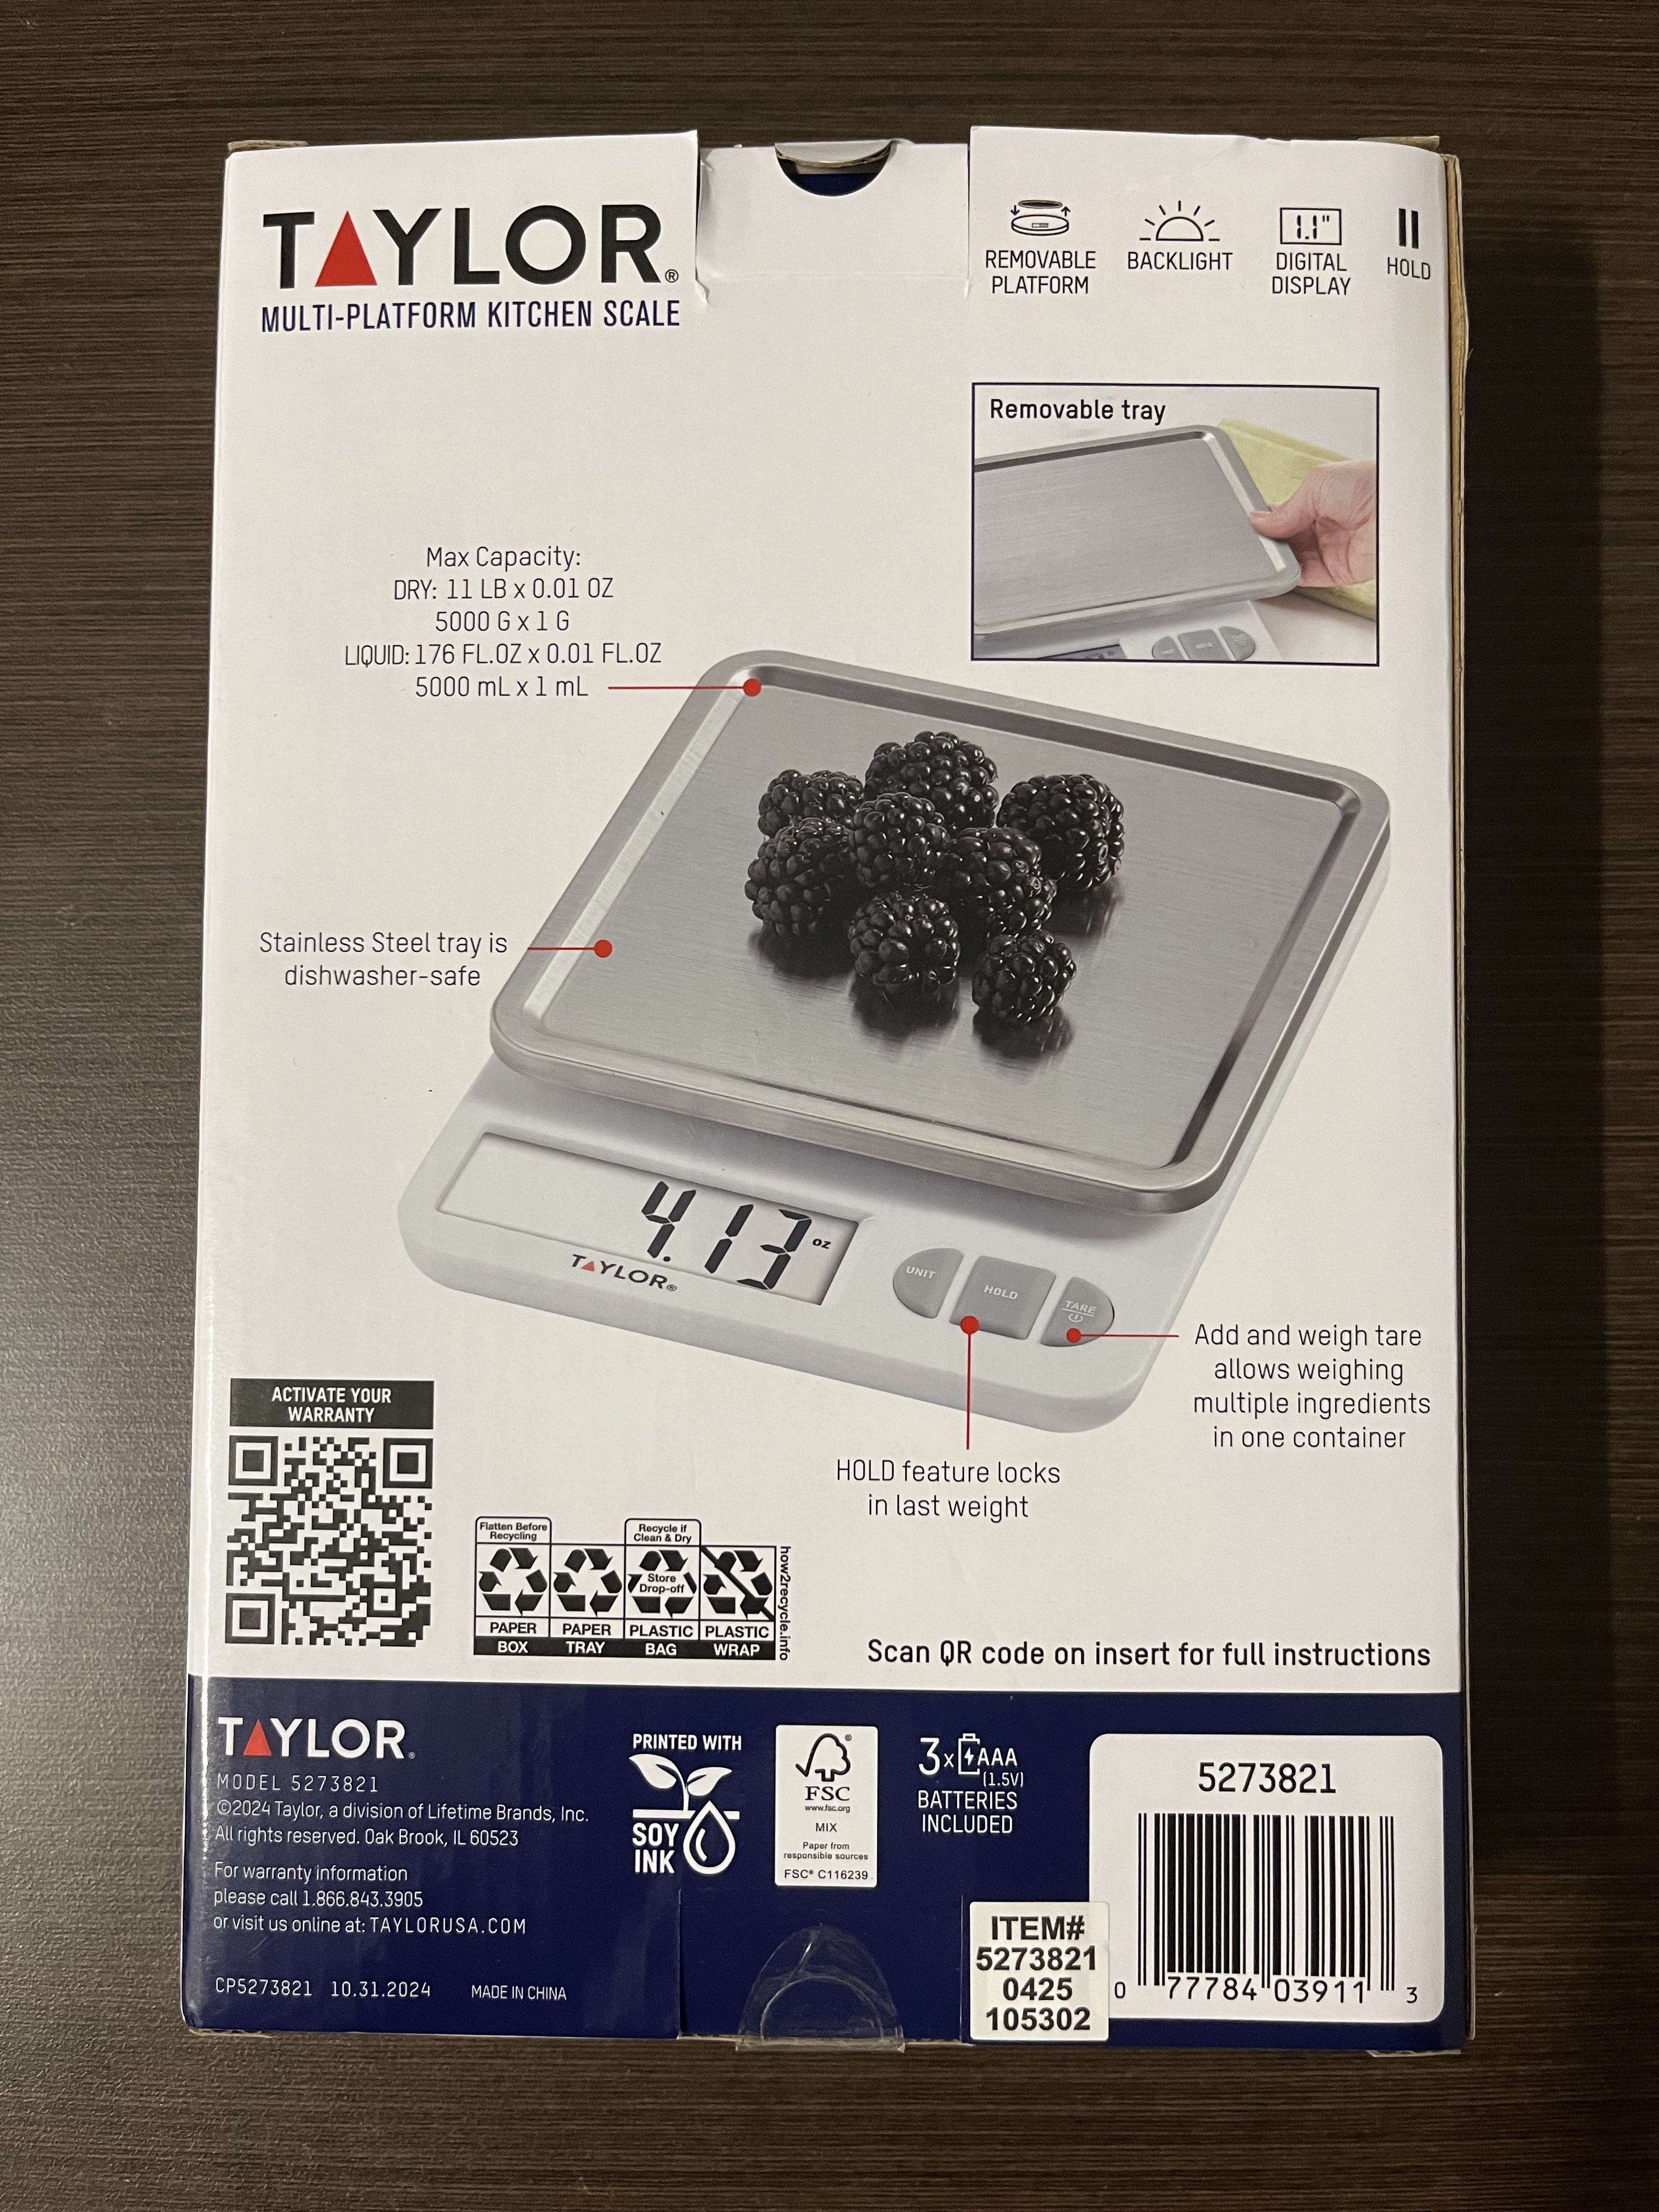 TAYLOR®
MULTI-PLATFORM KITCHEN SCALE
REMOVABLE
PLATFORM
BACKLIGHT
1.1"
DIGITAL
DISPLAY
HOLD
Removable tray
Max Capacity:
DRY: 11 LB x 0.01 OZ
5000 G x 1 G
LIQUID: 176 FL.OZ x 0.01 FL.OZ
5000 mL x 1 mL
Stainless Steel tray is
dishwasher-safe
4.13 oz
TAYLOR®
UNIT
HOLD
TARE
Add and weigh tare
allows weighing
multiple ingredients
in one container
HOLD feature locks
in last weight
ACTIVATE YOUR
WARRANTY
Flatten Before
Recycling
PAPER
BOX
PAPER
TRAY
Recycle if
Clean & Dry
Store
Drop-off
PLASTIC
BAG
PLASTIC
WRAP
how2recycle.info
Scan QR code on insert for full instructions
TAYLOR®
MODEL 5273821
©2024 Taylor, a division of Lifetime Brands, Inc.
All rights reserved. Oak Brook, IL 60523
For warranty information
please call 1.866.843.3905
or visit us online at: TAYLORUSA.COM
CP5273821 10.31.2024 MADE IN CHINA
PRINTED WITH
SOY
INK
FSC
www.fsc.org
MIX
Paper from
responsible sources
FSC® C116239
3x AAA
(1.5V)
BATTERIES
INCLUDED
5273821
0 77784 03911 3
ITEM#
5273821
0425
105302